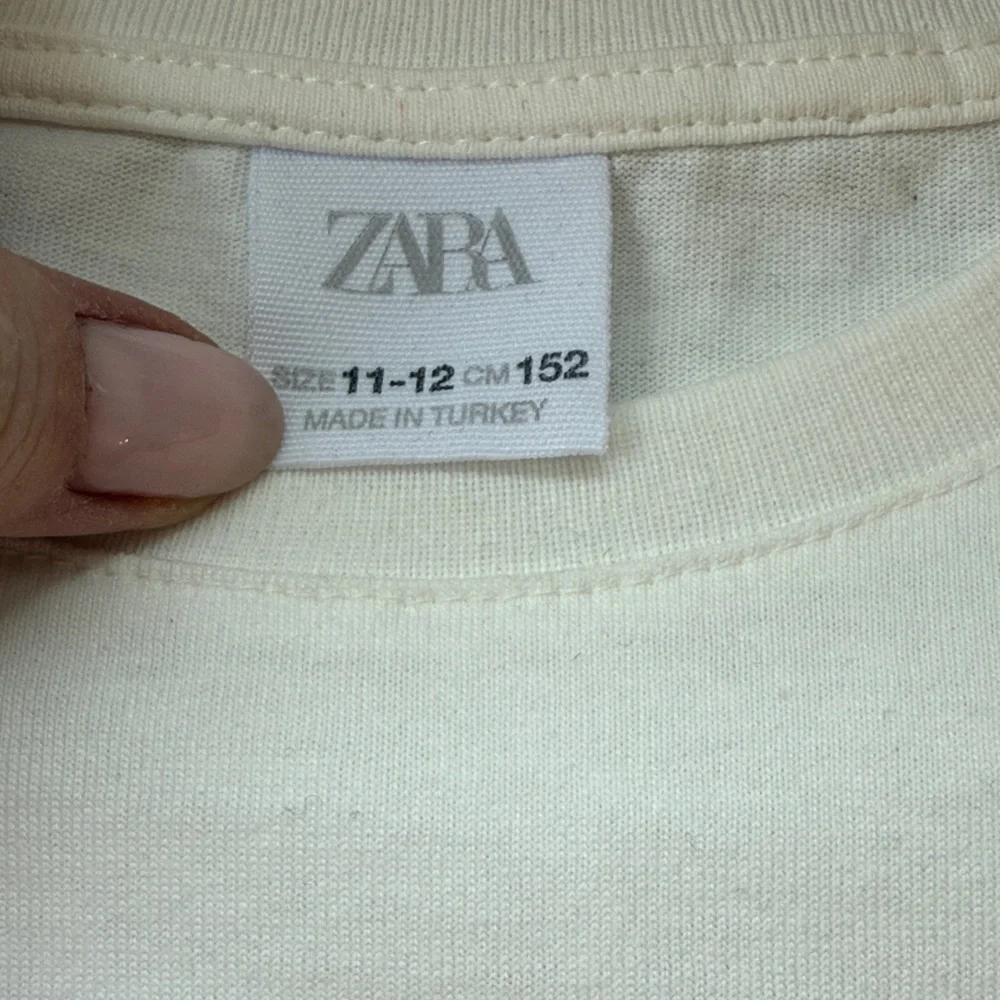 ZARA
SIZE 11-12 CM 152
MADE IN TURKEY